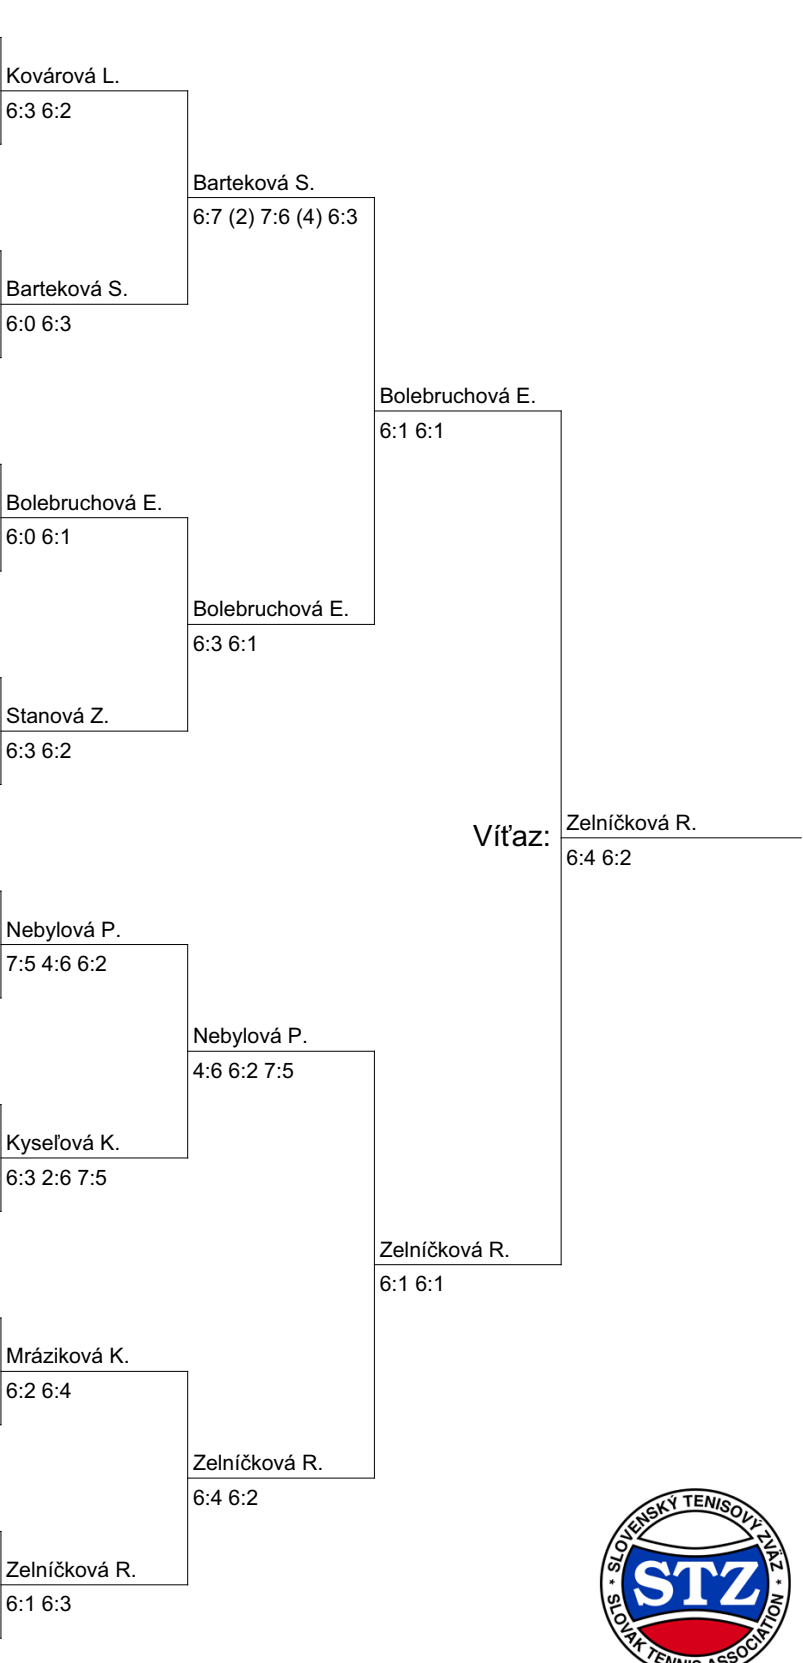 Kovárová L.
6:3 6:2
Barteková S.
6:7 (2) 7:6 (4) 6:3
Barteková S.
6:0 6:3
Bolebruchová E.
6:1 6:1
Bolebruchová E.
6:0 6:1
Bolebruchová E.
6:3 6:1
Stanová Z.
6:3 6:2
Víťaz:
Zelníčková R.
6:4 6:2
Nebylová P.
7:5 4:6 6:2
Nebylová P.
4:6 6:2 7:5
Kyseľová K.
6:3 2:6 7:5
Zelníčková R.
6:1 6:1
Mráziková K.
6:2 6:4
Zelníčková R.
6:4 6:2
Zelníčková R.
6:1 6:3
SLOVENSKÝ TENISOVÝ ZVÄZ
STZ
SLOVAK TENNIS ASSOCIATION